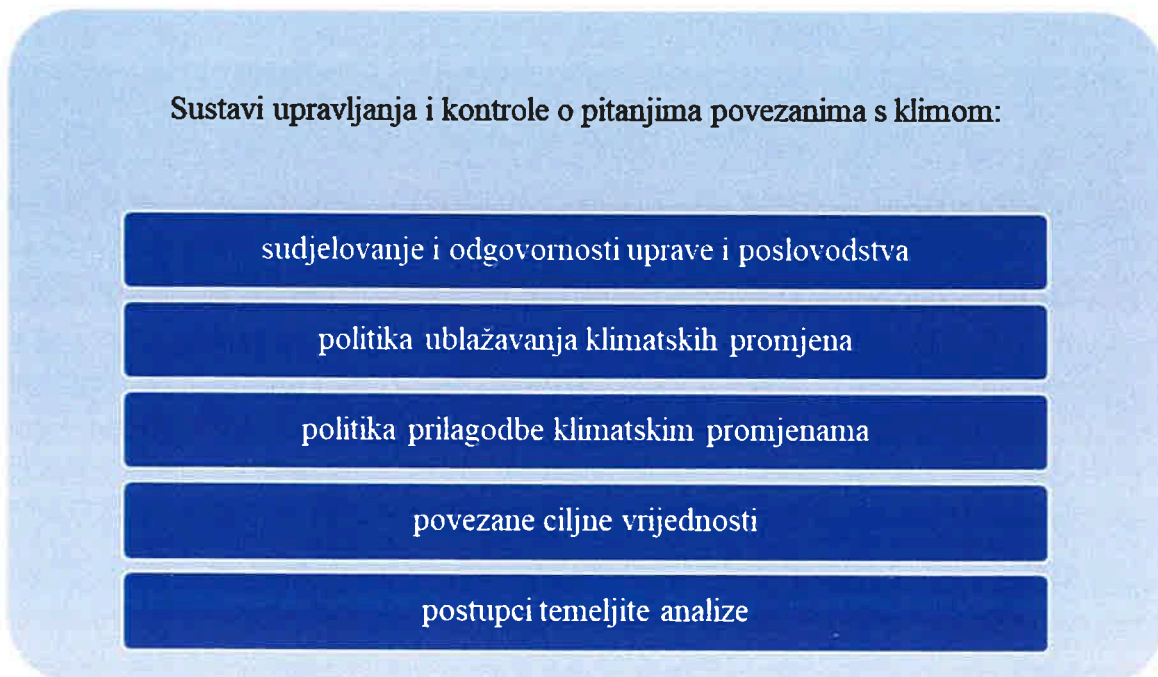 Sustavi upravljanja i kontrole o pitanjima povezanima s klimom:
sudjelovanje i odgovornosti uprave i poslovodstva
politika ublažavanja klimatskih promjena
politika prilagodbe klimatskim promjenama
povezane ciljne vrijednosti
postupci temeljite analize